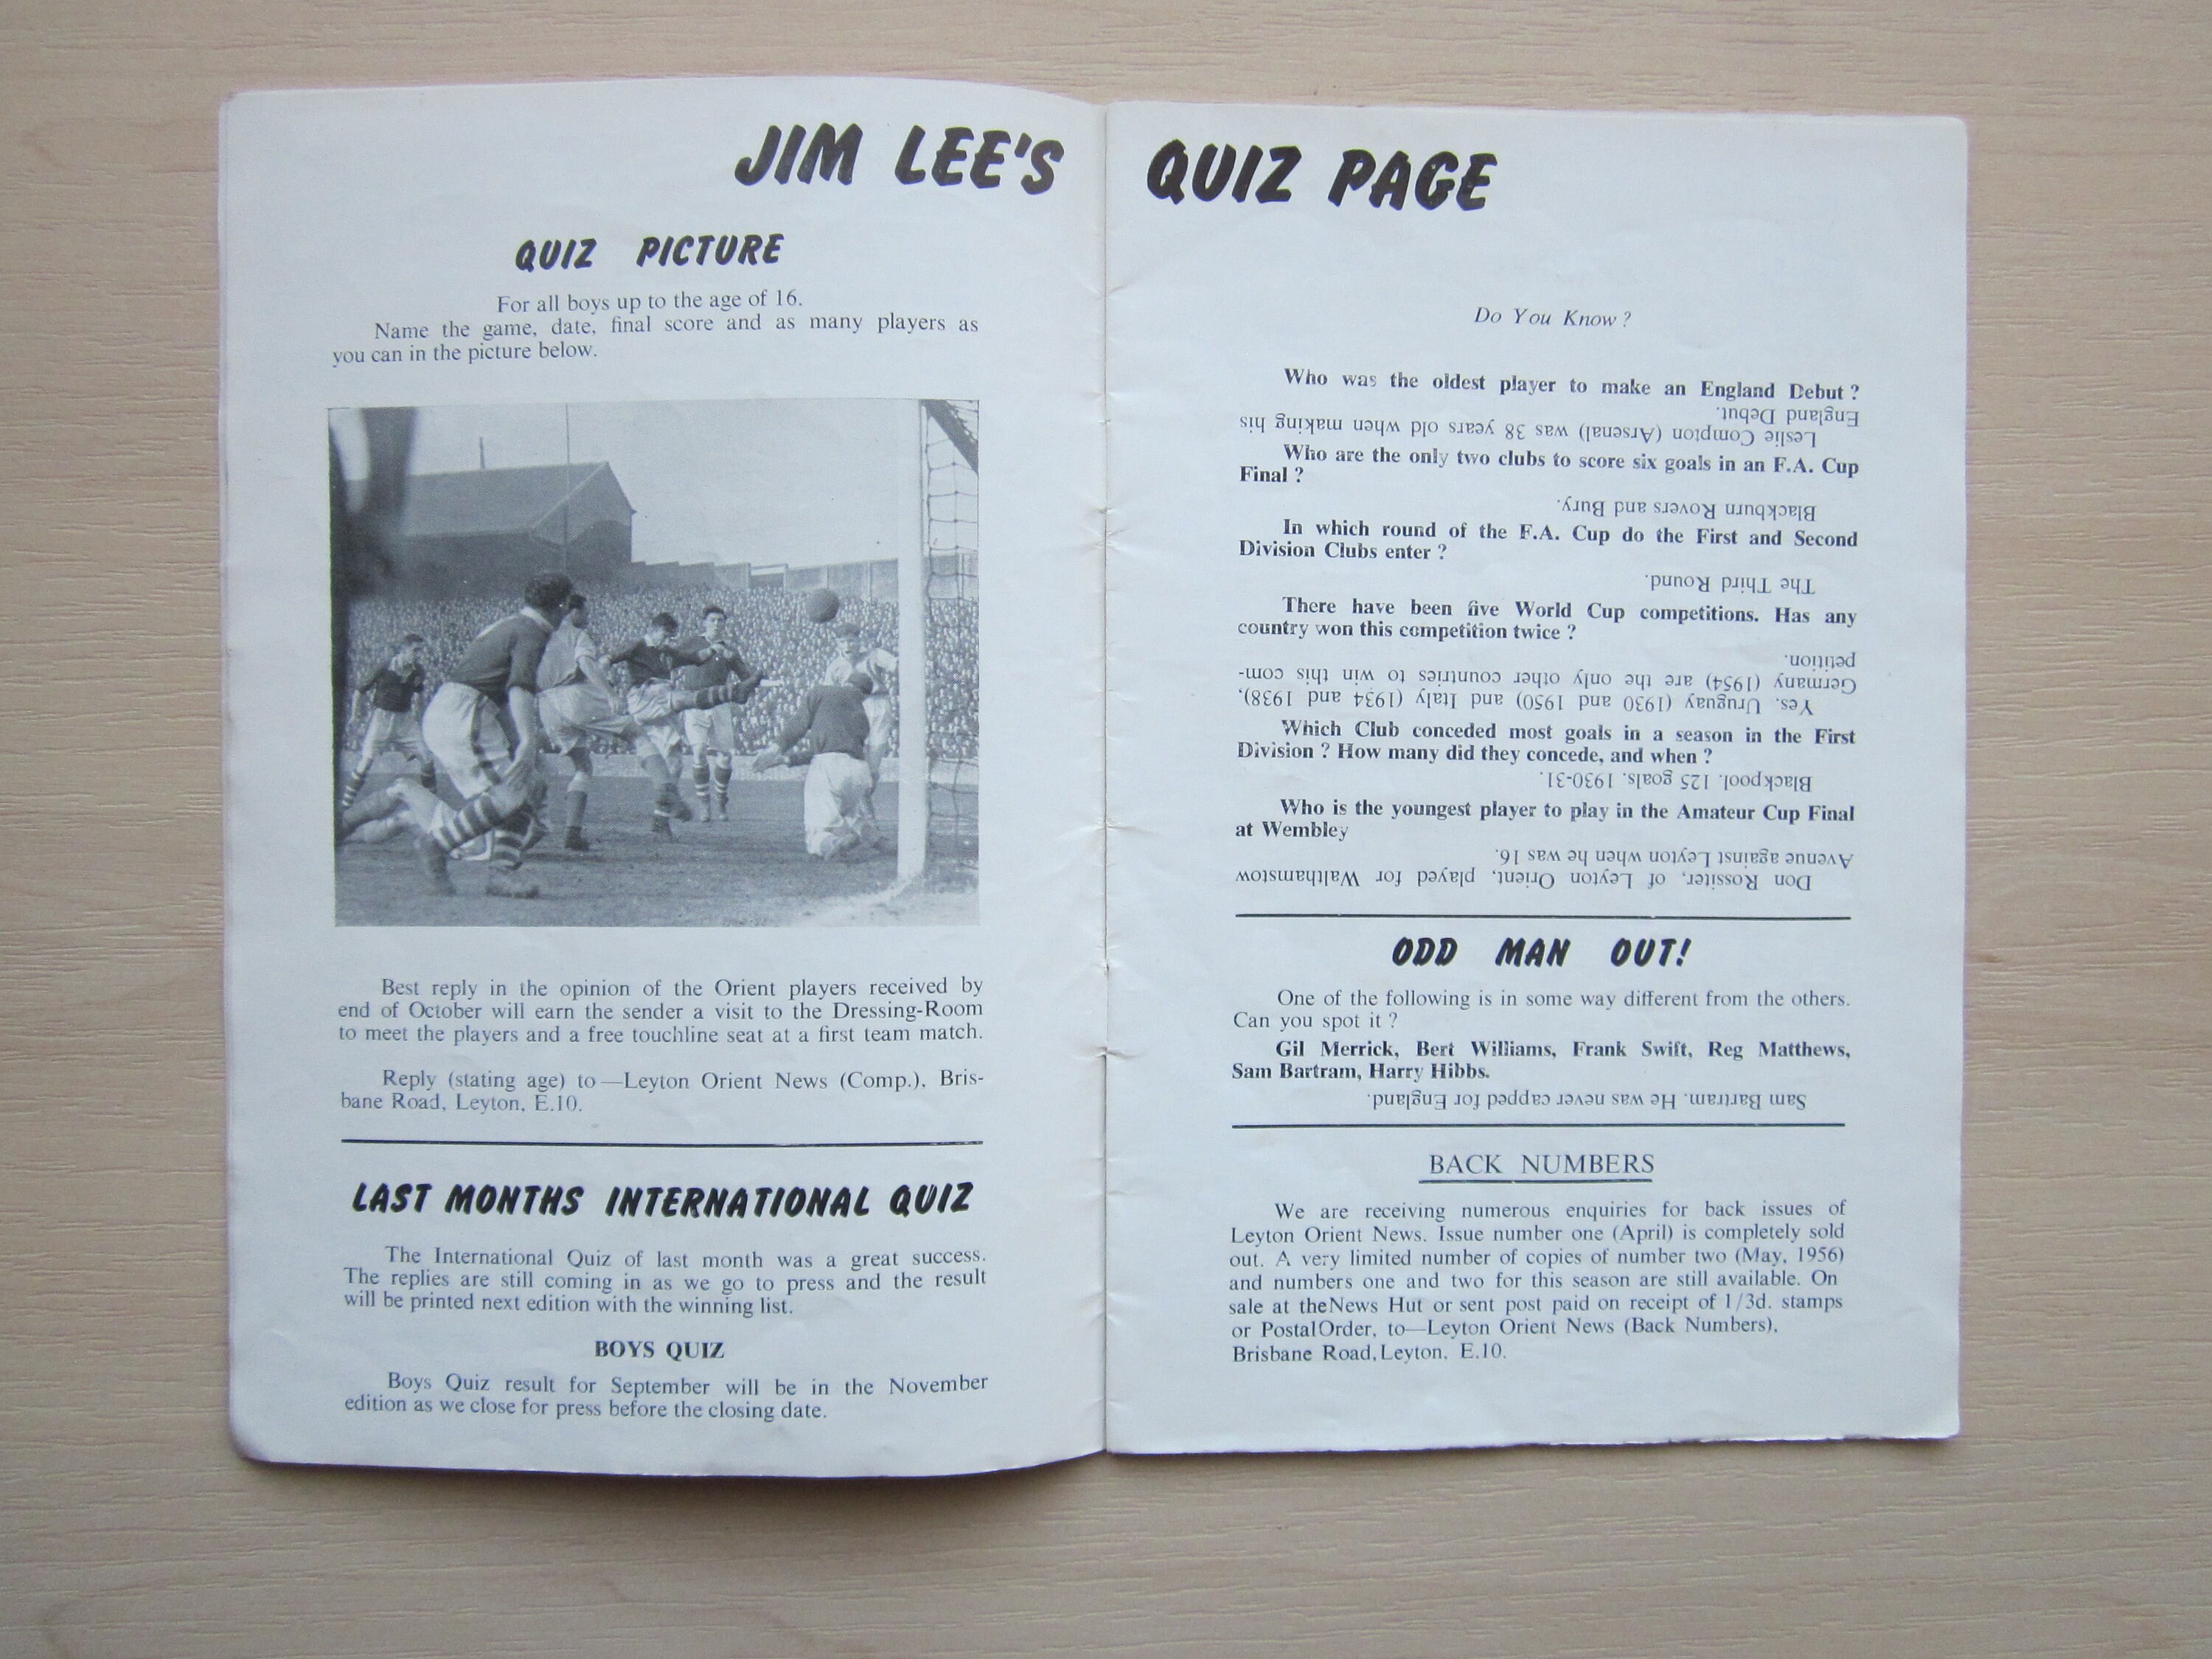 JIM LEE'S QUIZ PAGE
QUIZ PICTURE
For all boys up to the age of 16.
Name the game, date, final score and as many players as
you can in the picture below.
Best reply in the opinion of the Orient players received by
end of October will earn the sender a visit to the Dressing-Room
to meet the players and a free touchline seat at a first team match.
Reply (stating age) to—Leyton Orient News (Comp.), Bris-
bane Road, Leyton, E.10.
LAST MONTHS INTERNATIONAL QUIZ
The International Quiz of last month was a great success.
The replies are still coming in as we go to press and the result
will be printed next edition with the winning list.
BOYS QUIZ
Boys Quiz result for September will be in the November
edition as we close for press before the closing date.
Do You Know?
Who was the oldest player to make an England Debut?
Leslie Compton (Arsenal) was 38 years old when making his
England Debut.
Who are the only two clubs to score six goals in an F.A. Cup
Final?
Blackburn Rovers and Bury.
In which round of the F.A. Cup do the First and Second
Division Clubs enter?
The Third Round.
There have been five World Cup competitions. Has any
country won this competition twice?
Yes. Uruguay (1930 and 1950) and Italy (1934 and 1938),
Germany (1954) are the only other countries to win this com-
petition.
Which Club conceded most goals in a season in the First
Division? How many did they concede, and when?
Blackpool. 125 goals. 1930-31.
Who is the youngest player to play in the Amateur Cup Final
at Wembley
Don Rossiter, of Leyton Orient, played for Walthamstow
Avenue against Leyton when he was 16.
ODD MAN OUT!
One of the following is in some way different from the others.
Can you spot it?
Gil Merrick, Bert Williams, Frank Swift, Reg Matthews,
Sam Bartram, Harry Hibbs.
Sam Bartram. He was never capped for England.
BACK NUMBERS
We are receiving numerous enquiries for back issues of
Leyton Orient News. Issue number one (April) is completely sold
out. A very limited number of copies of number two (May, 1956)
and numbers one and two for this season are still available. On
sale at theNews Hut or sent post paid on receipt of 1/3d. stamps
or PostalOrder, to—Leyton Orient News (Back Numbers),
Brisbane Road, Leyton. E.10.